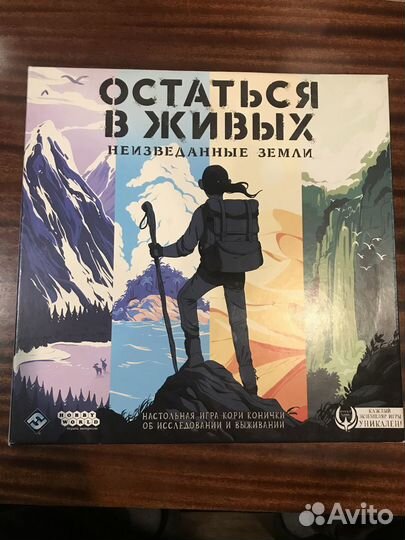 ОСТАТЬСЯ
В ЖИВЫХ
НЕИЗВЕДАННЫЕ ЗЕМЛИ
НАСТОЛЬНАЯ ИГРА КОРИ КОНИЧКИ
ОБ ИССЛЕДОВАНИИ И ВЫЖИВАНИИ
HOBBY
WORLD
КАЖДЫЙ
ЭКЗЕМПЛЯР ИГРЫ
УНИКАЛЕН!
Avito